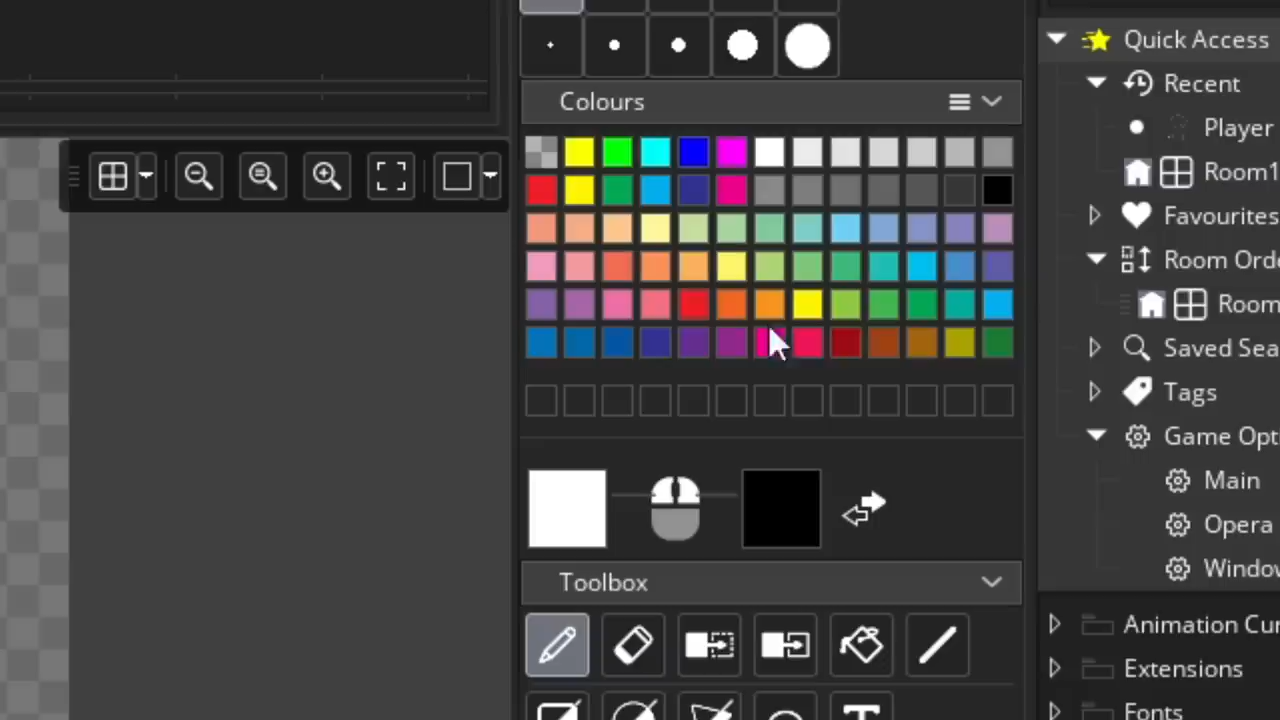 Colours
Toolbox
Quick Access
Recent
Player
Room1
Favourites
Room Orde
Room
Saved Sea
Tags
Game Opt
Main
Opera
Window
Animation Cur
Extensions
Fonts